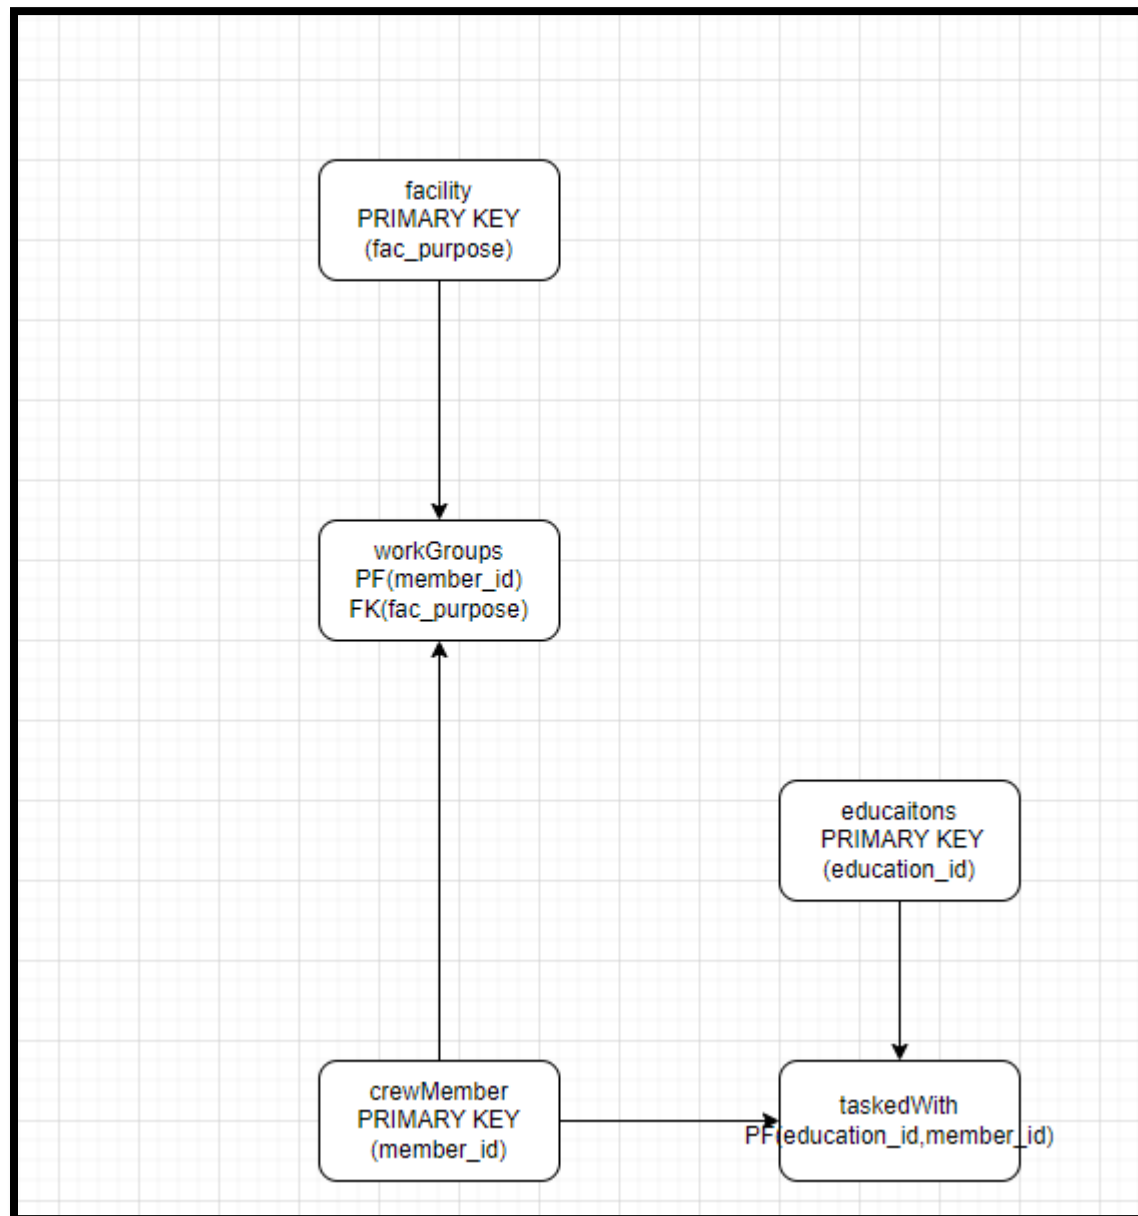 facility
PRIMARY KEY
(fac_purpose)
workGroups
PF(member_id)
FK(fac_purpose)
educaitons
PRIMARY KEY
(education_id)
crewMember
PRIMARY KEY
(member_id)
taskedWith
PF(education_id,member_id)